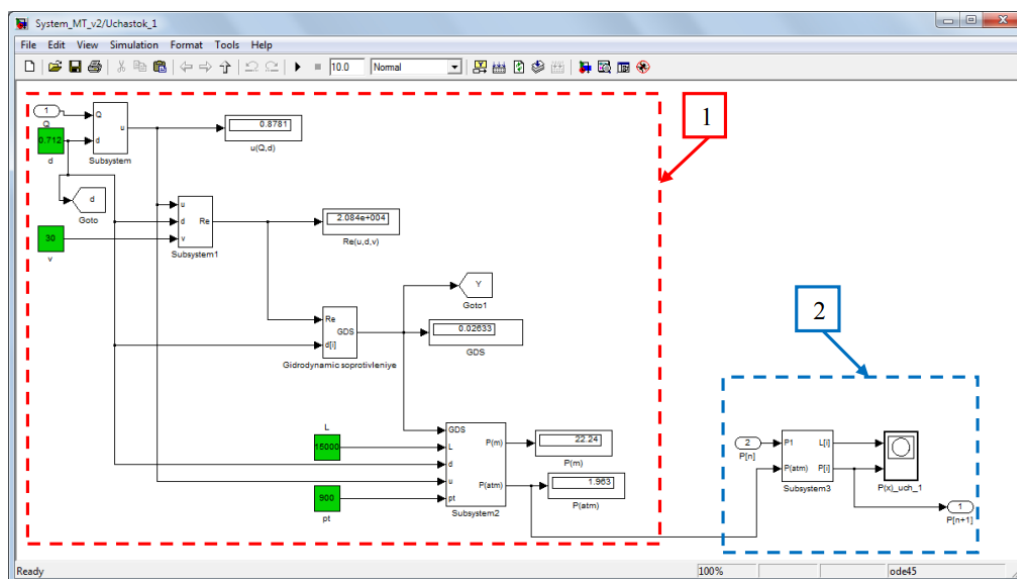 System_MT_v2/Uchastok_1
File Edit View Simulation Format Tools Help
10.0 Normal
1
Q
0.712
d
Q
d
u
Subsystem
0.8781
u(Q,d)
1
d
Goto
u
d
v
Re
Subsystem1
2.084e+004
Re(u,d,v)
30
v
Y
Goto1
Re
d[i]
GDS
Gidrodynamic soprotivleniye
0.02633
GDS
2
L
15000
900
pt
GDS
L
d
u
pt
P(m)
P(atm)
Subsystem2
22.24
P(m)
1.963
P(atm)
2
P[n]
P1
P(atm)
L[i]
P[i]
Subsystem3
P(x)_uch_1
1
P[n+1]
Ready 100% ode45